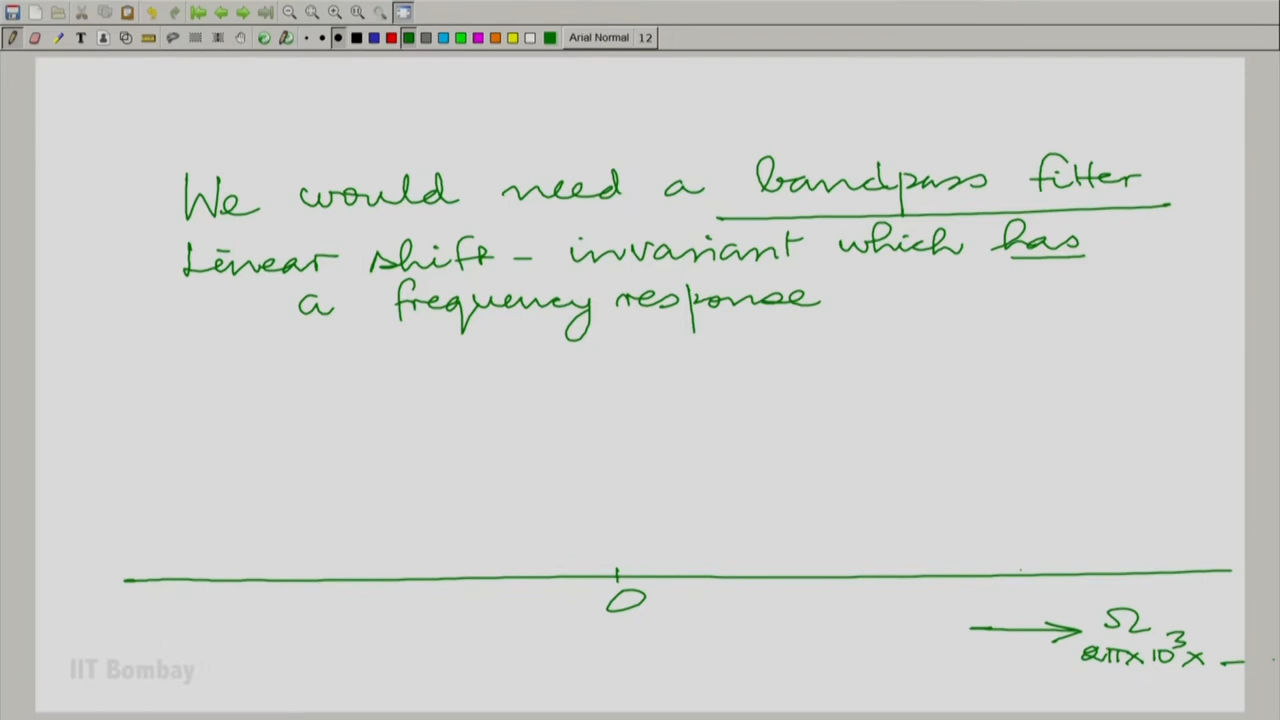 Arial Normal 12
We would need a bandpass filter
Linear shift - invariant which has
a frequency response
0
Ω
2π×10³× _
IIT Bombay